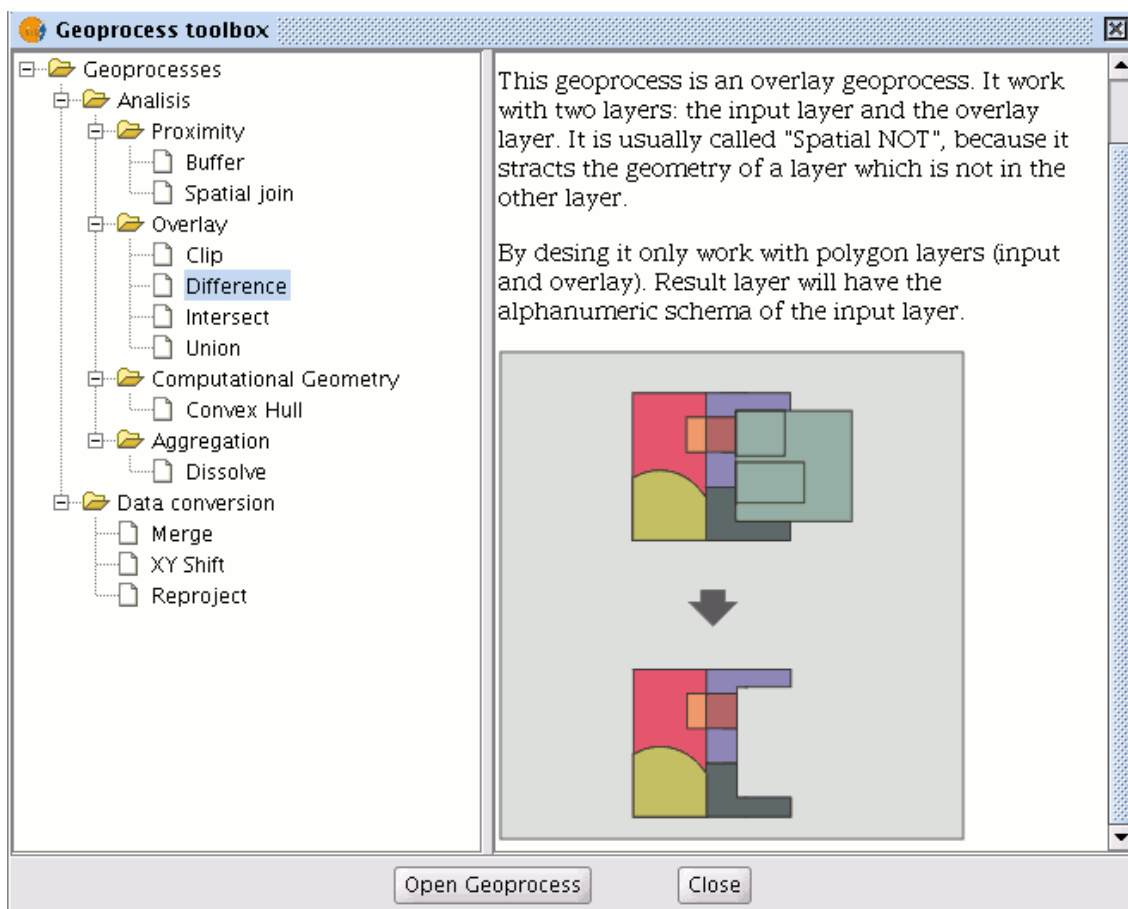 Geoprocess toolbox
Geoprocesses
Analisis
Proximity
Buffer
Spatial join
Overlay
Clip
Difference
Intersect
Union
Computational Geometry
Convex Hull
Aggregation
Dissolve
Data conversion
Merge
XY Shift
Reproject
This geoprocess is an overlay geoprocess. It work
with two layers: the input layer and the overlay
layer. It is usually called "Spatial NOT", because it
stracts the geometry of a layer which is not in the
other layer.
By desing it only work with polygon layers (input
and overlay). Result layer will have the
alphanumeric schema of the input layer.
Open Geoprocess
Close